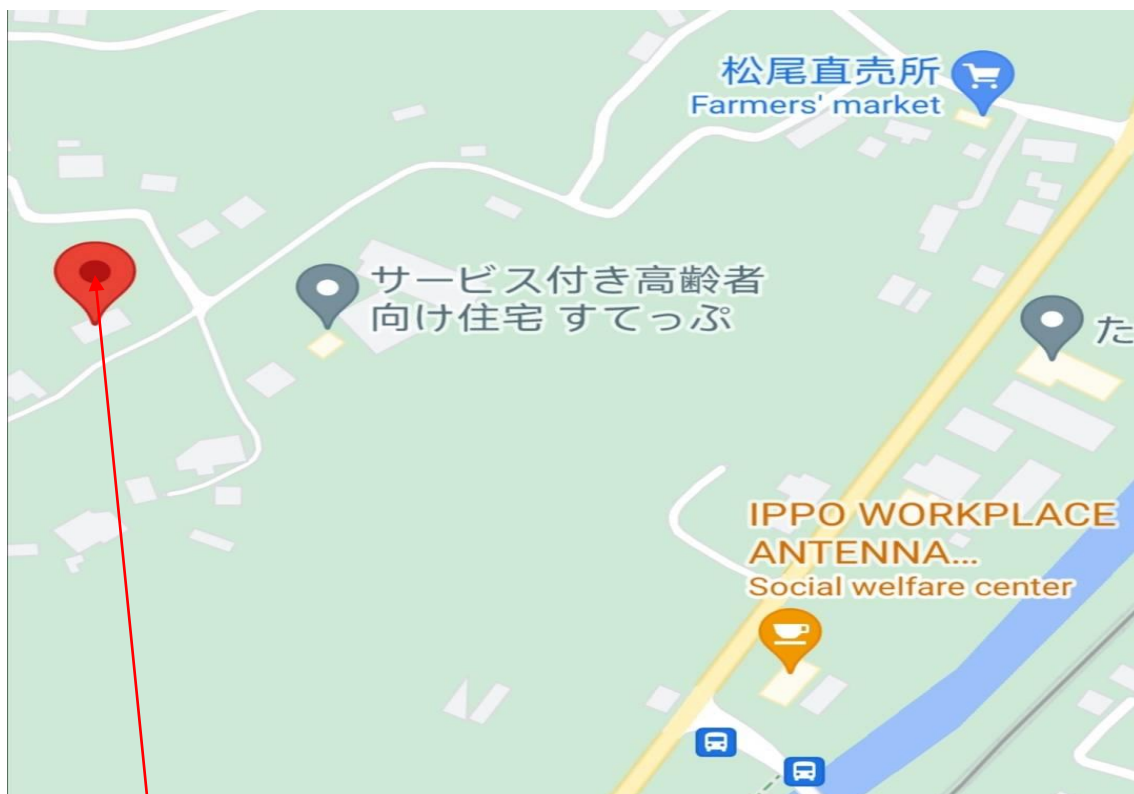 松尾直売所
Farmers' market
サービス付き高齢者
向け住宅 すてっぷ
た
IPPO WORKPLACE
ANTENNA...
Social welfare center